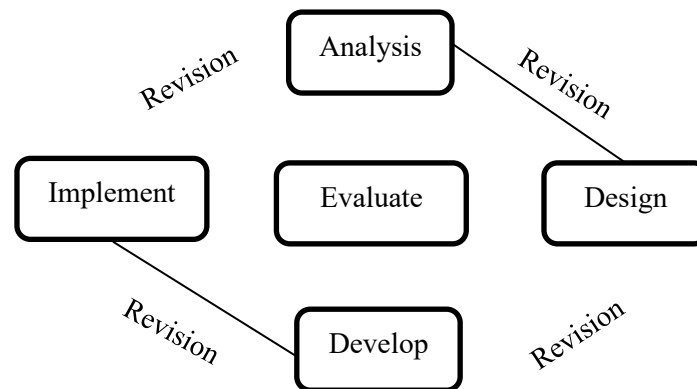 Analysis
Revision
Revision
Implement
Evaluate
Design
Revision
Develop
Revision